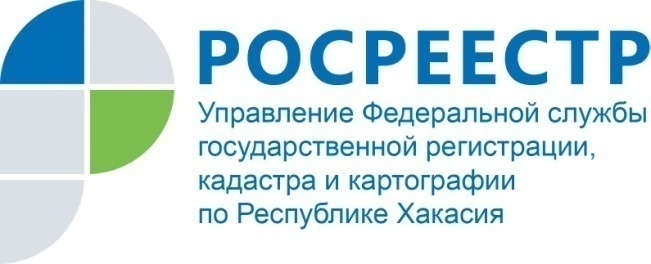 РОСРЕЕСТР
Управление Федеральной службы
государственной регистрации,
кадастра и картографии
по Республике Хакасия